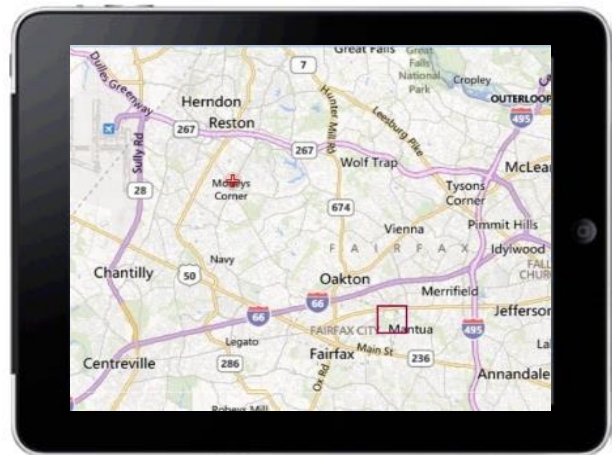 Great Falls
Great
Falls
National
Park
7
Cropley
Dulles Greenway
OUTERLOOP
495
Herndon
Reston
267
Hunter Mill Rd
Leesburg Pike
Sully Rd
267
Wolf Trap
McLean
28
Corner
Tysons
Corner
674
Vienna
Pimmit Hills
FAIRFAX
Idylwood
Navy
Chantilly
50
Oakton
Merrifield
66
66
Jefferson
FAIRFAX CITY
Mantua
495
Legato
Fairfax
Main St
Centreville
286
236
Annandale
Ox Rd